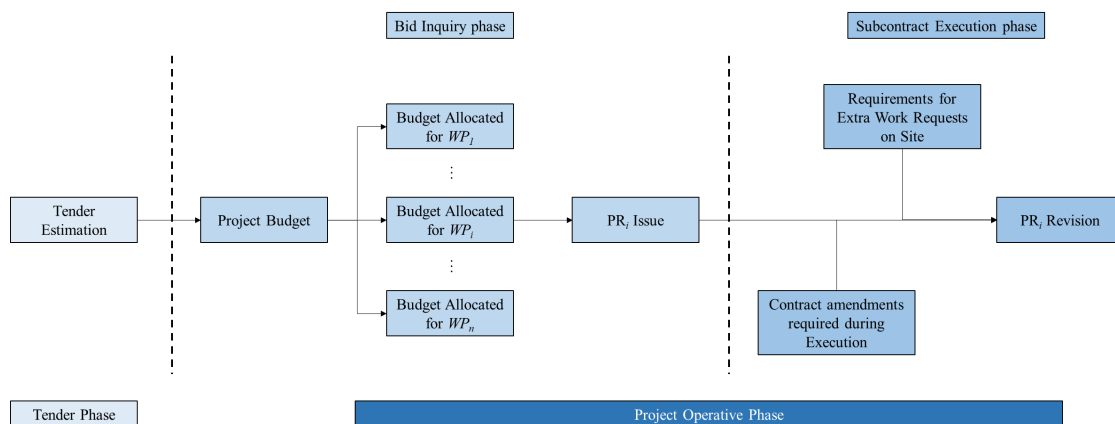 Bid Inquiry phase
Subcontract Execution phase
Requirements for
Extra Work Requests
on Site
Budget Allocated
for WP1
⋮
Tender
Estimation
Project Budget
Budget Allocated
for WPi
PRi Issue
PRi Revision
⋮
Budget Allocated
for WPn
Contract amendments
required during
Execution
Tender Phase
Project Operative Phase